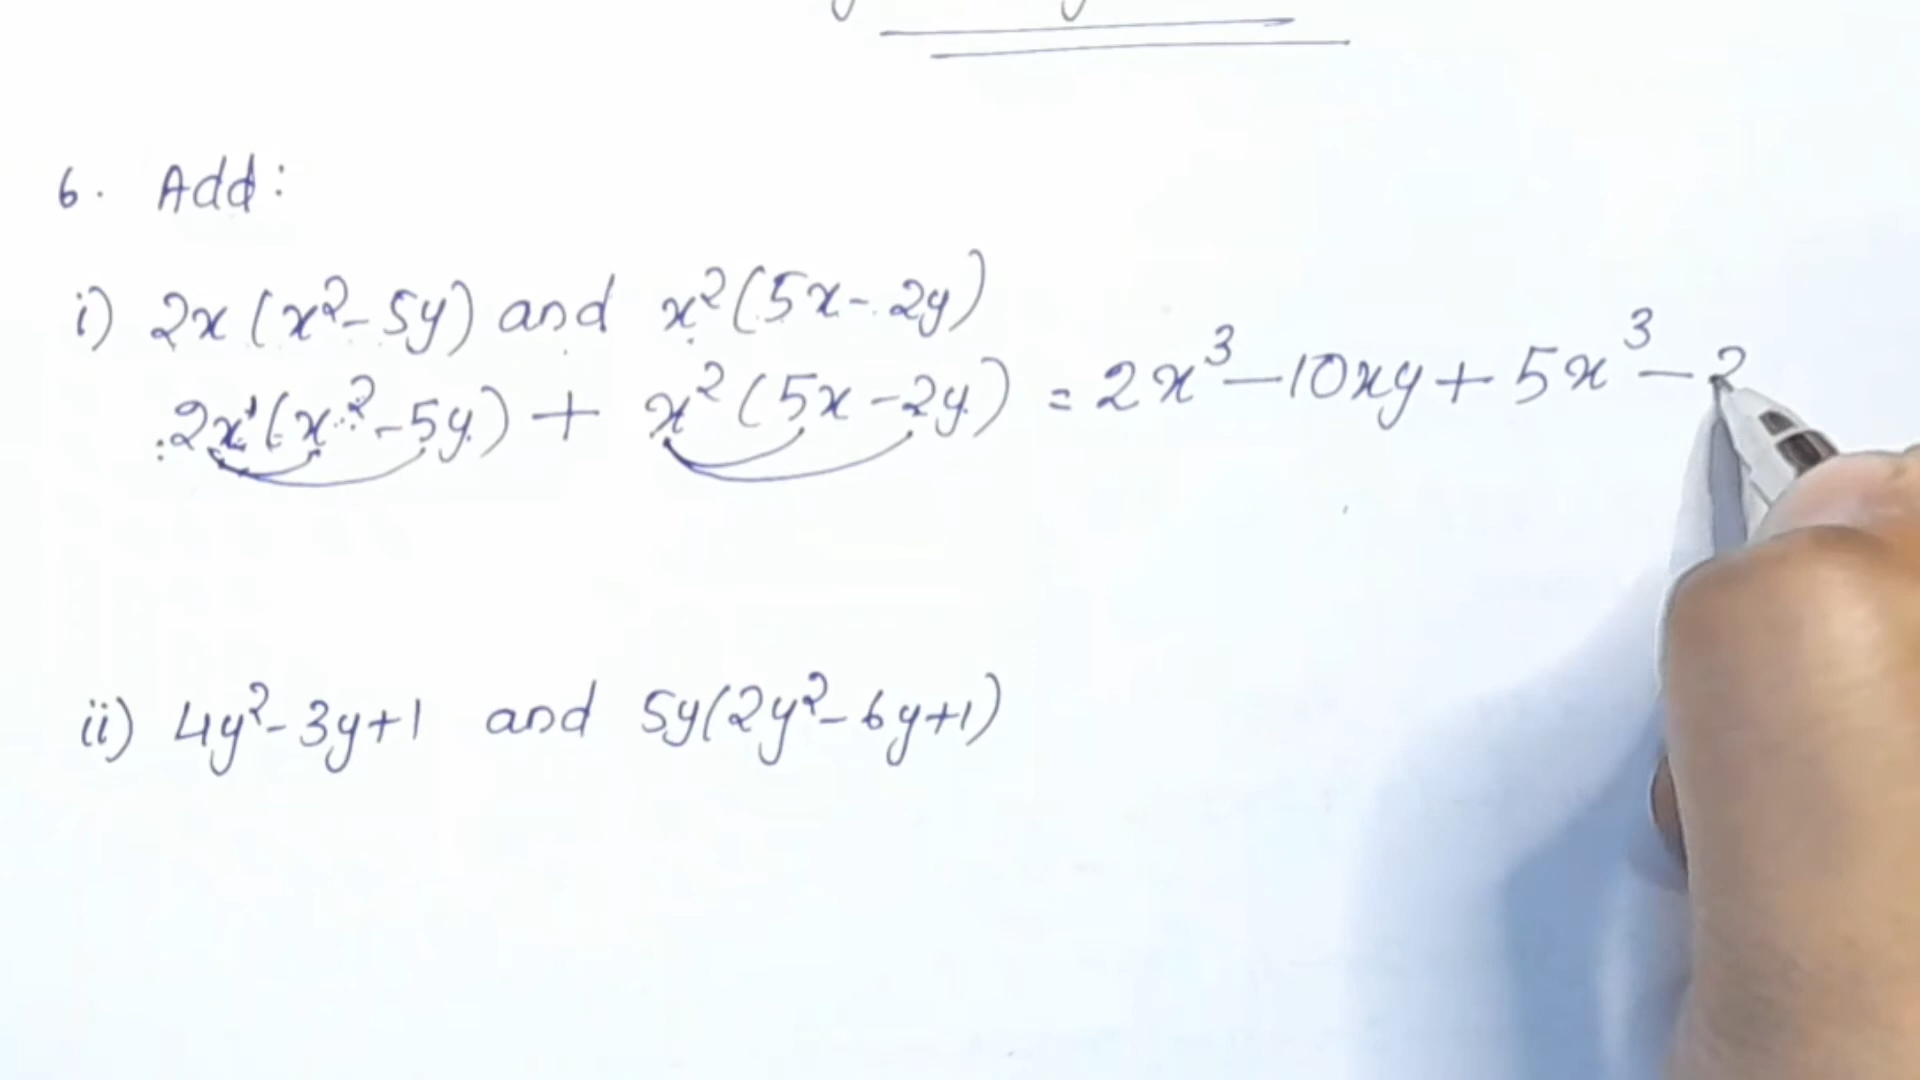 6. Add:
i) 2x(x²-5y) and x²(5x-2y)
2x¹(x²-5y) + x²(5x-2y) = 2x³-10xy+5x³-2
ii) 4y²-3y+1 and 5y(2y²-6y+1)